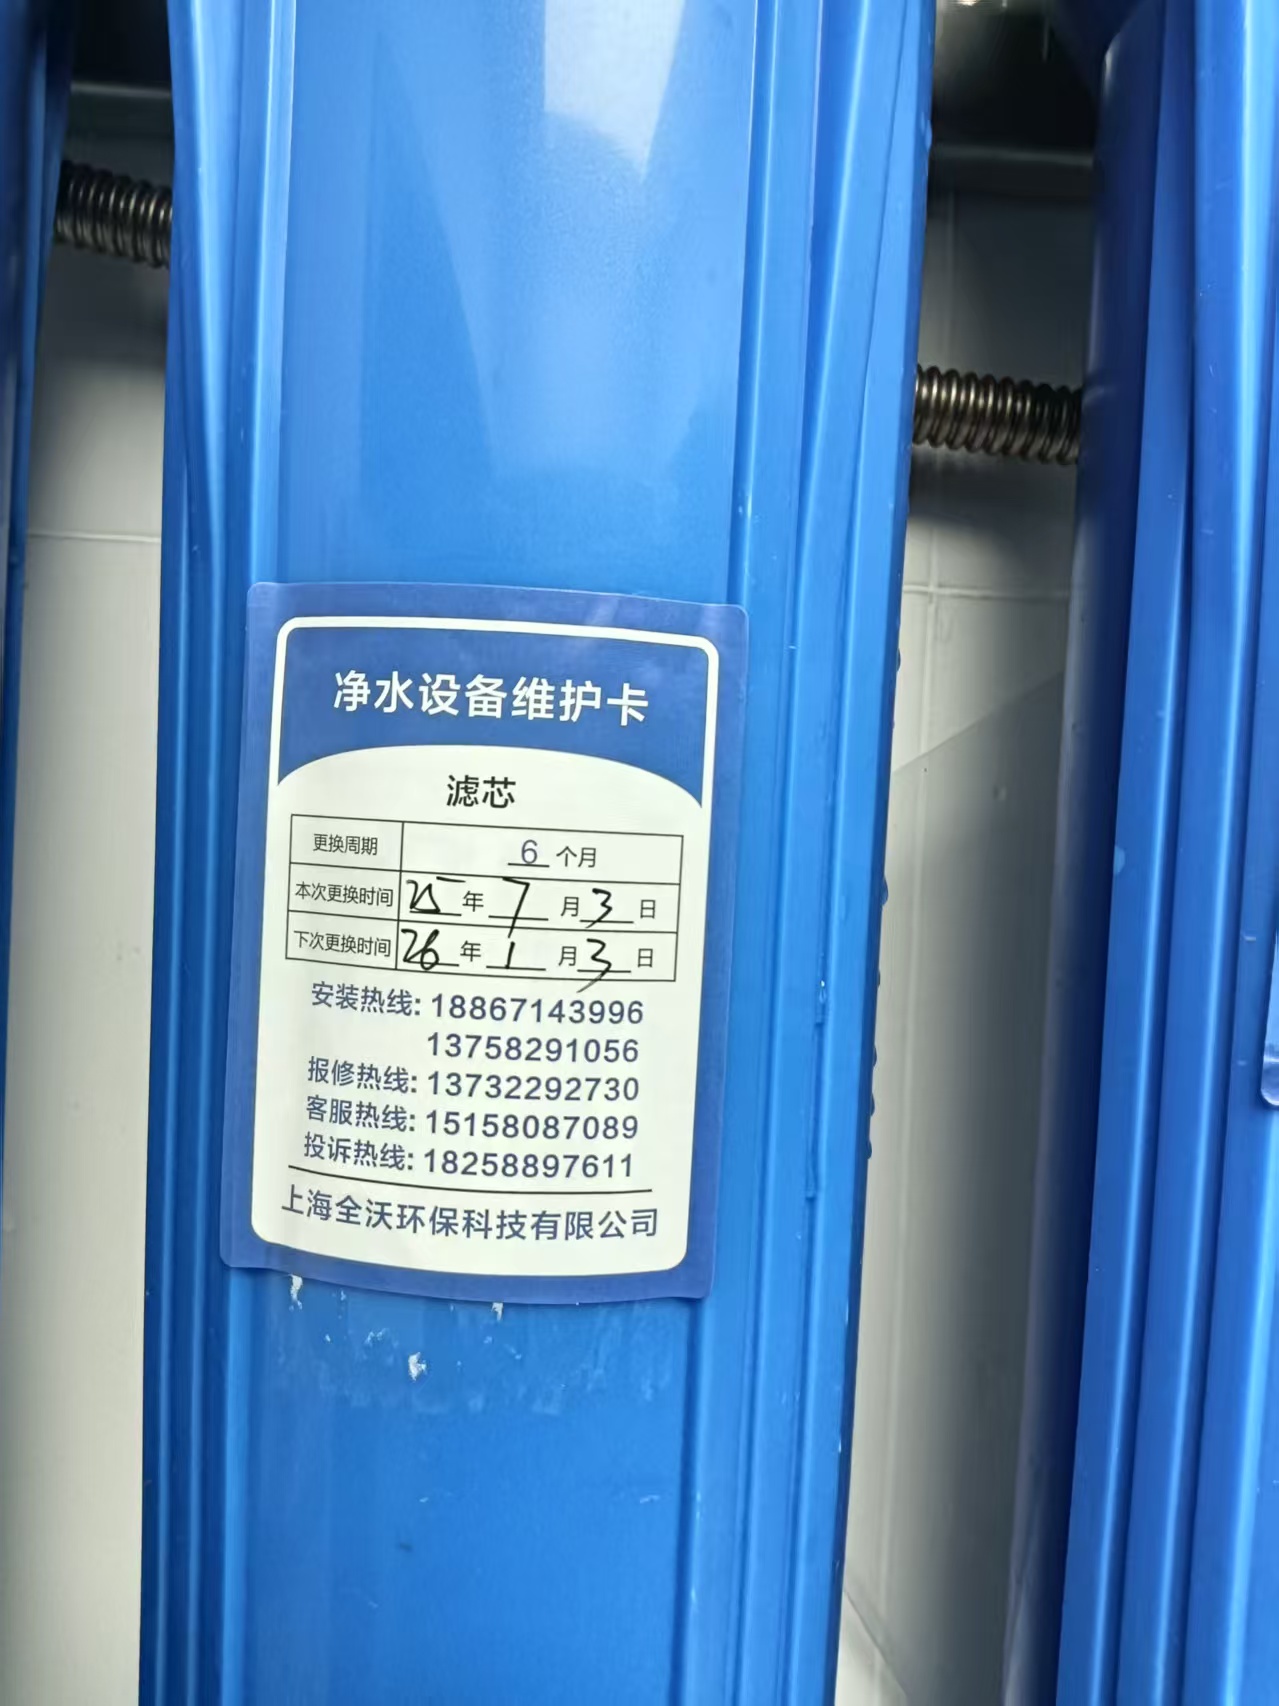 净水设备维护卡
滤芯
更换周期 6 个月
本次更换时间 25 年 7 月 3 日
下次更换时间 26 年 1 月 3 日
安装热线: 18867143996
13758291056
报修热线: 13732292730
客服热线: 15158087089
投诉热线: 18258897611
上海全沃环保科技有限公司